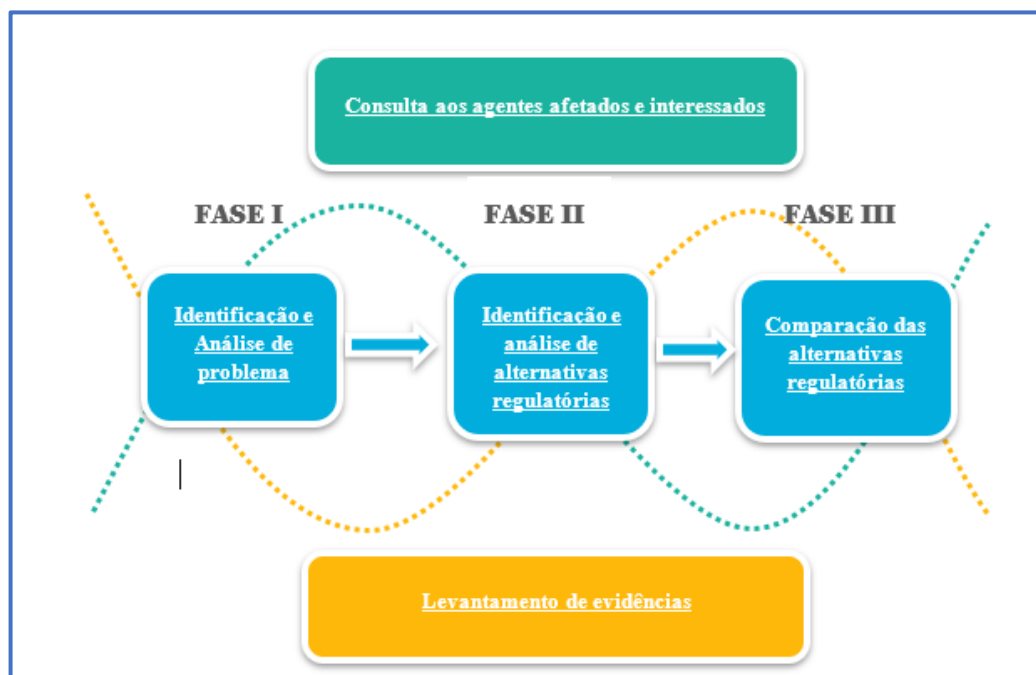 Consulta aos agentes afetados e interessados
FASE I
FASE II
FASE III
Identificação e
Análise de
problema
Identificação e
análise de
alternativas
regulatórias
Comparação das
alternativas
regulatórias
Levantamento de evidências